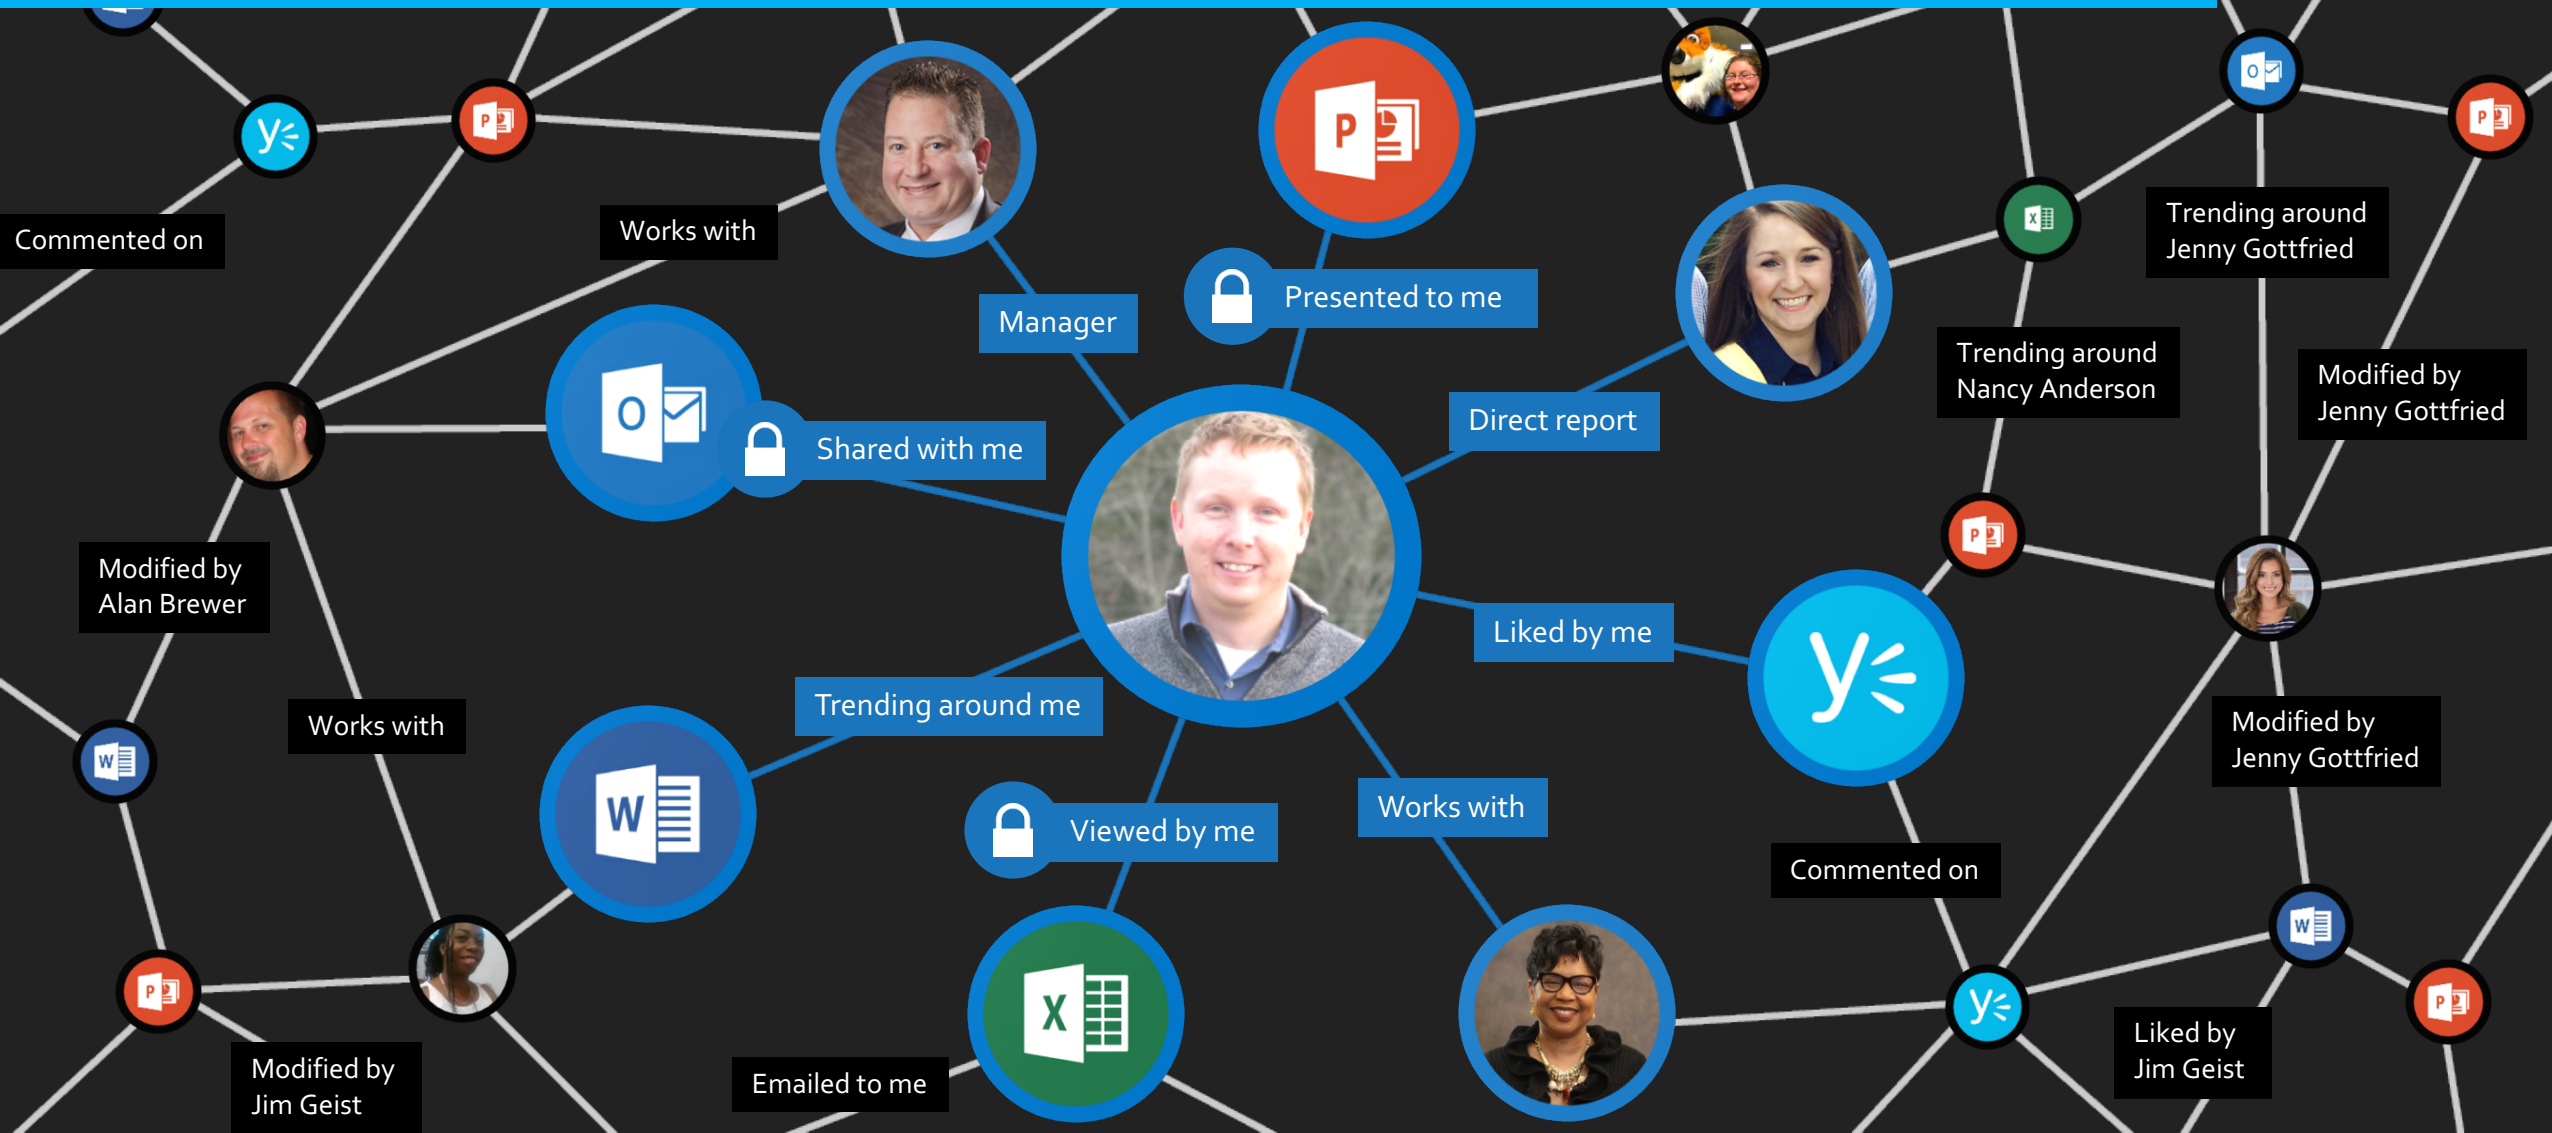 Commented on
Works with
Manager
Presented to me
Trending around
Jenny Gottfried
Trending around
Nancy Anderson
Modified by
Jenny Gottfried
Direct report
Shared with me
Modified by
Alan Brewer
Liked by me
Trending around me
Works with
Modified by
Jenny Gottfried
Viewed by me
Works with
Commented on
Modified by
Jim Geist
Emailed to me
Liked by
Jim Geist
P
P
P
O
X
O
P
W
W
X
P
W
P